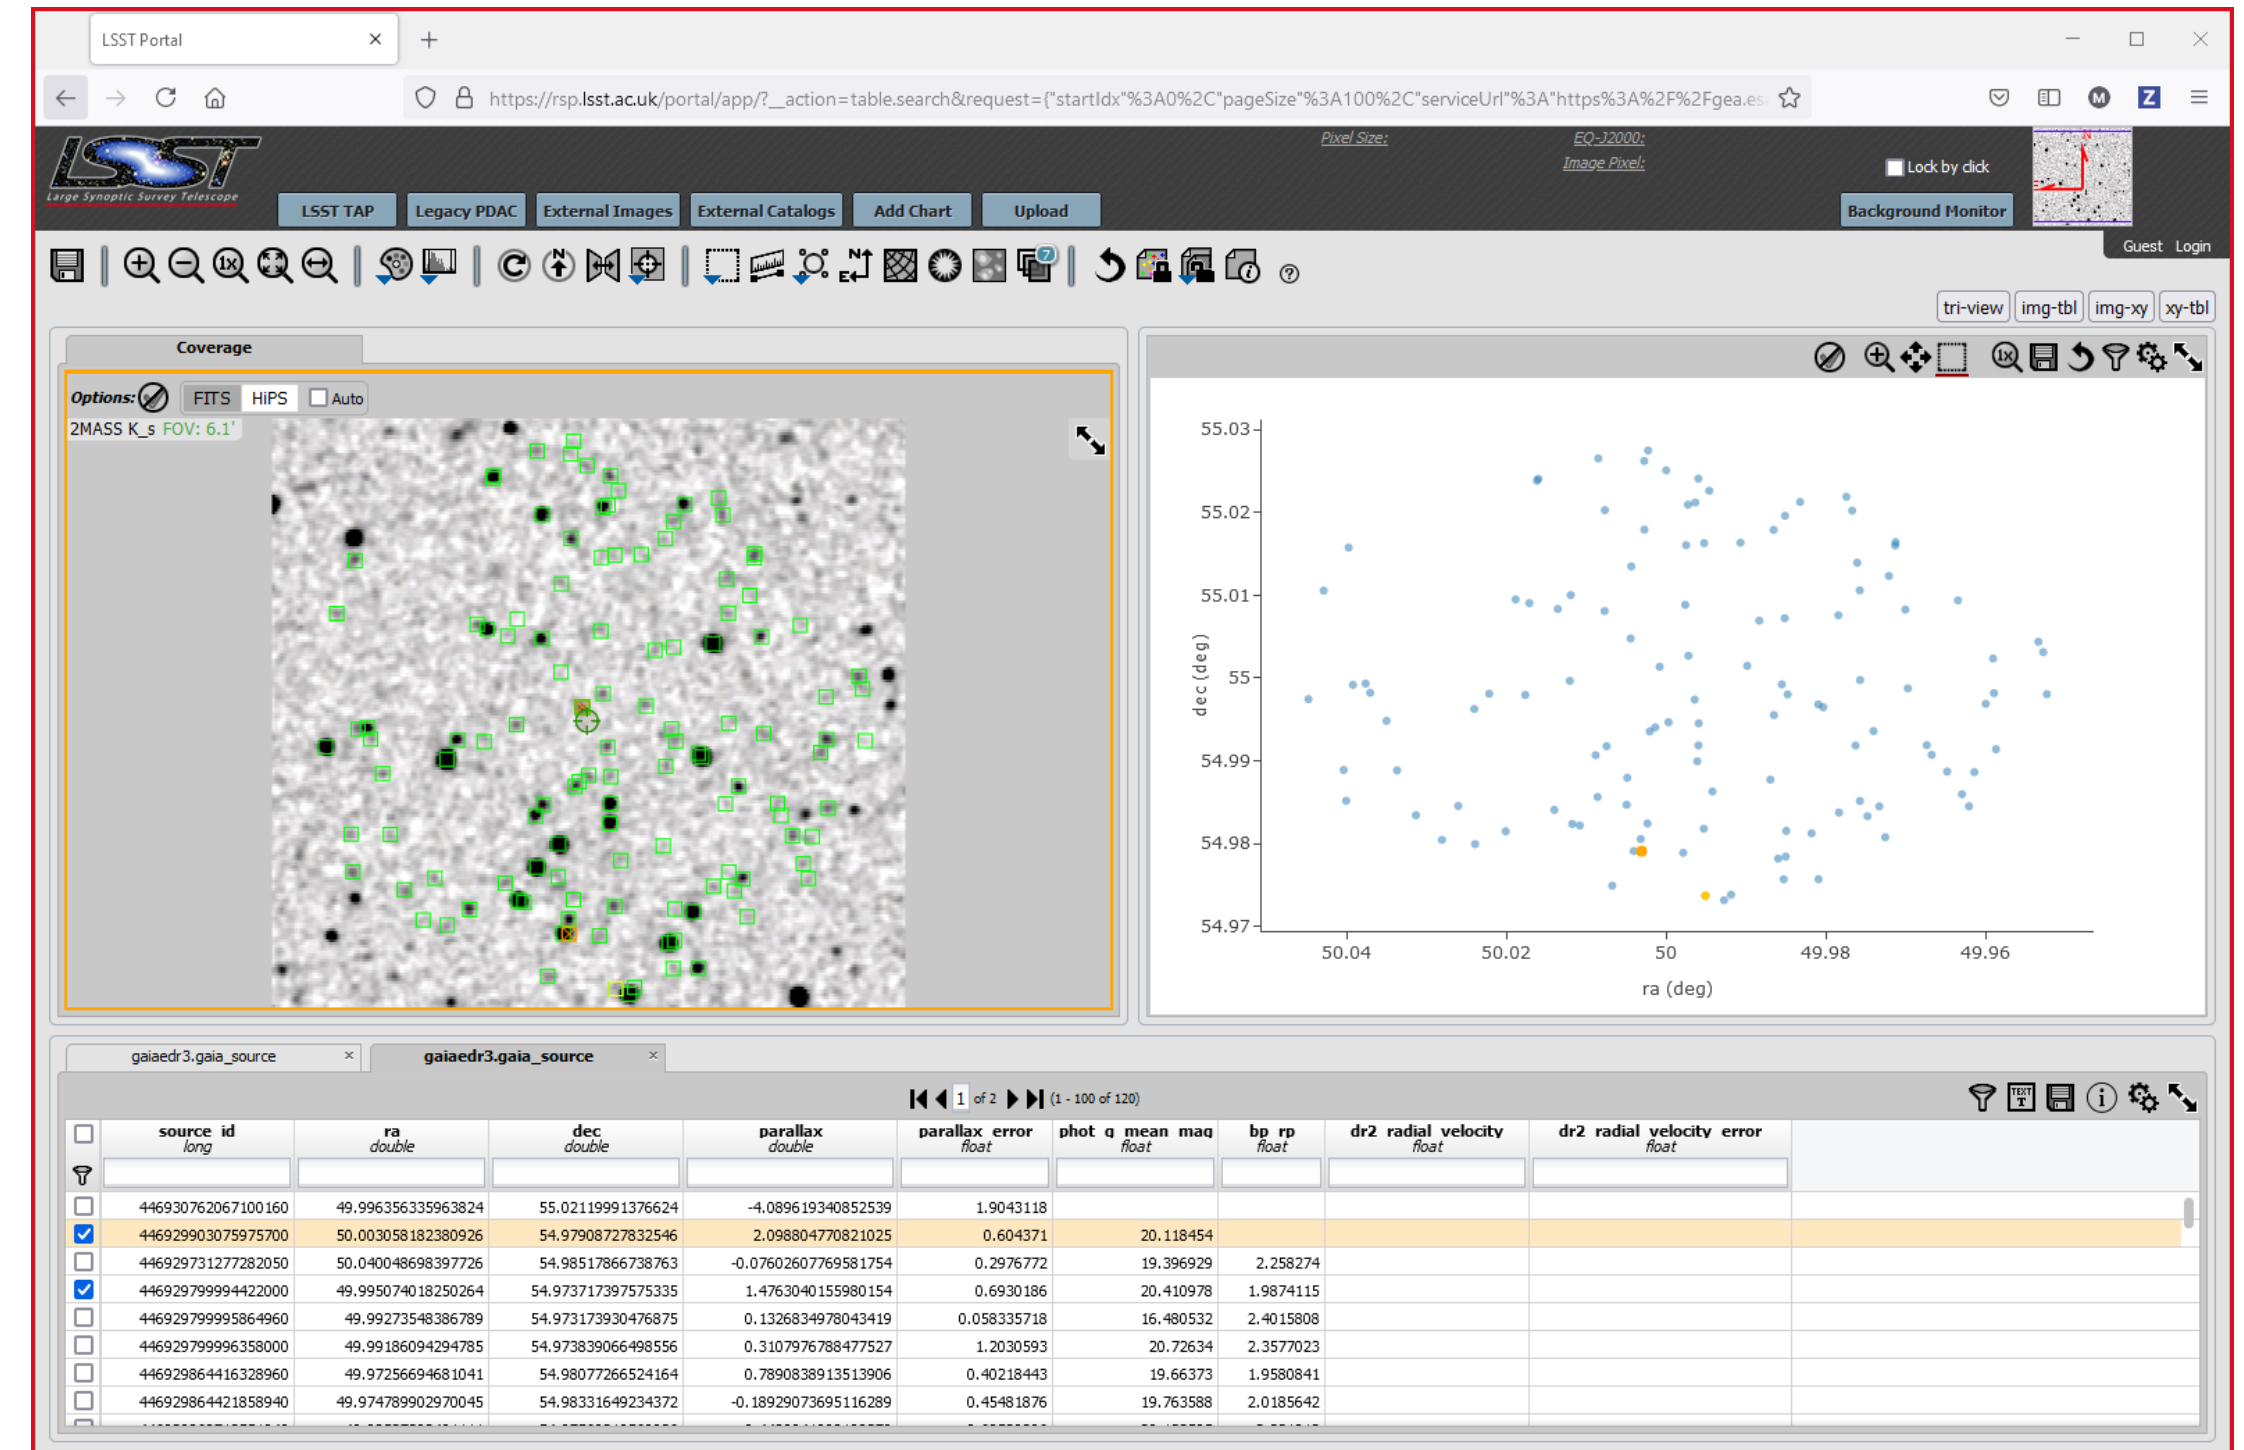 LSST Portal
https://rsp.lsst.ac.uk/portal/app/?__action=table.search&request={"startIdx"%3A0%2C"pageSize"%3A100%2C"serviceUrl"%3A"https%3A%2F%2Fgea.es
M
Z
LSST
Large Synoptic Survey Telescope
Pixel Size:
EQ-J2000:
Image Pixel:
Lock by click
N
E
LSST TAP
Legacy PDAC
External Images
External Catalogs
Add Chart
Upload
Background Monitor
Guest Login
1x
7
tri-view
img-tbl
img-xy
xy-tbl
Coverage
Options:
FITS
HiPS
Auto
2MASS K_s FOV: 6.1'
1x
55.03
55.02
55.01
55
54.99
54.98
54.97
dec (deg)
50.04
50.02
50
49.98
49.96
ra (deg)
gaiaedr3.gaia_source ×
gaiaedr3.gaia_source ×
1 of 2 (1 - 100 of 120)
TEXT
T
source_id ra dec parallax parallax_error phot_g_mean_mag bp_rp dr2_radial_velocity dr2_radial_velocity_error
long double double double float float float float float
446930762067100160 49.996356335963824 55.02119991376624 -4.089619340852539 1.9043118
446929903075975700 50.003058182380926 54.97908727832546 2.098804770821025 0.604371 20.118454
446929731277282050 50.040048698397726 54.98517866738763 -0.07602607769581754 0.2976772 19.396929 2.258274
446929799994422000 49.995074018250264 54.973717397575335 1.4763040155980154 0.6930186 20.410978 1.9874115
446929799995864960 49.99273548386789 54.973173930476875 0.1326834978043419 0.058335718 16.480532 2.4015808
446929799996358000 49.99186094294785 54.973839066498556 0.3107976788477527 1.2030593 20.72634 2.3577023
446929864416328960 49.97256694681041 54.98077266524164 0.7890838913513906 0.40218443 19.66373 1.9580841
446929864421858940 49.974789902970045 54.98331649234372 -0.18929073695116289 0.45481876 19.763588 2.0185642